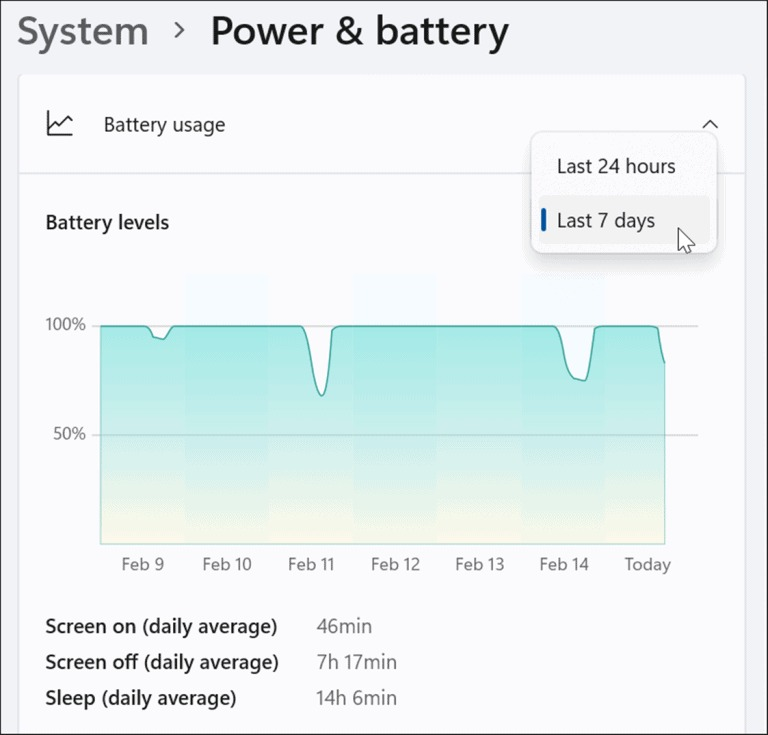 System > Power & battery
Battery usage
Last 24 hours
Last 7 days
Battery levels
100%
50%
Feb 9 Feb 10 Feb 11 Feb 12 Feb 13 Feb 14 Today
Screen on (daily average) 46min
Screen off (daily average) 7h 17min
Sleep (daily average) 14h 6min